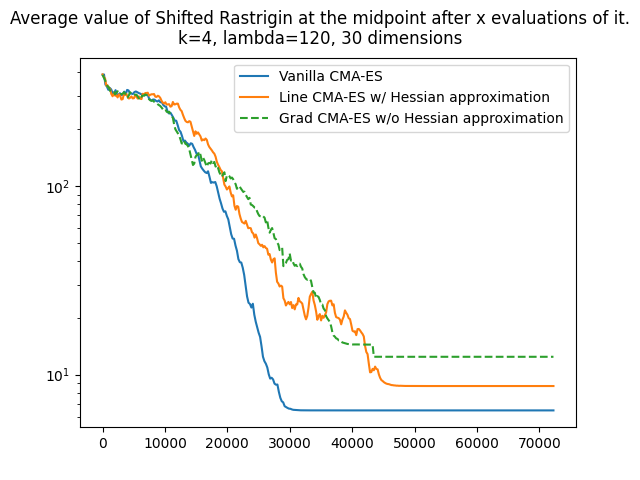 Average value of Shifted Rastrigin at the midpoint after x evaluations of it.
k=4, lambda=120, 30 dimensions
Vanilla CMA-ES
Line CMA-ES w/ Hessian approximation
Grad CMA-ES w/o Hessian approximation
10²
10¹
0 10000 20000 30000 40000 50000 60000 70000